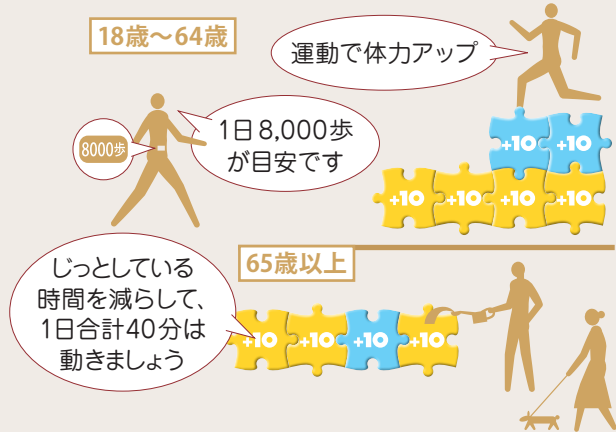 18歳～64歳
運動で体力アップ
8000歩
1日8,000歩
が目安です
+10 +10
+10 +10 +10 +10
65歳以上
じっとしている
時間を減らして、
1日合計40分は
動きましょう
+10 +10 +10 +10